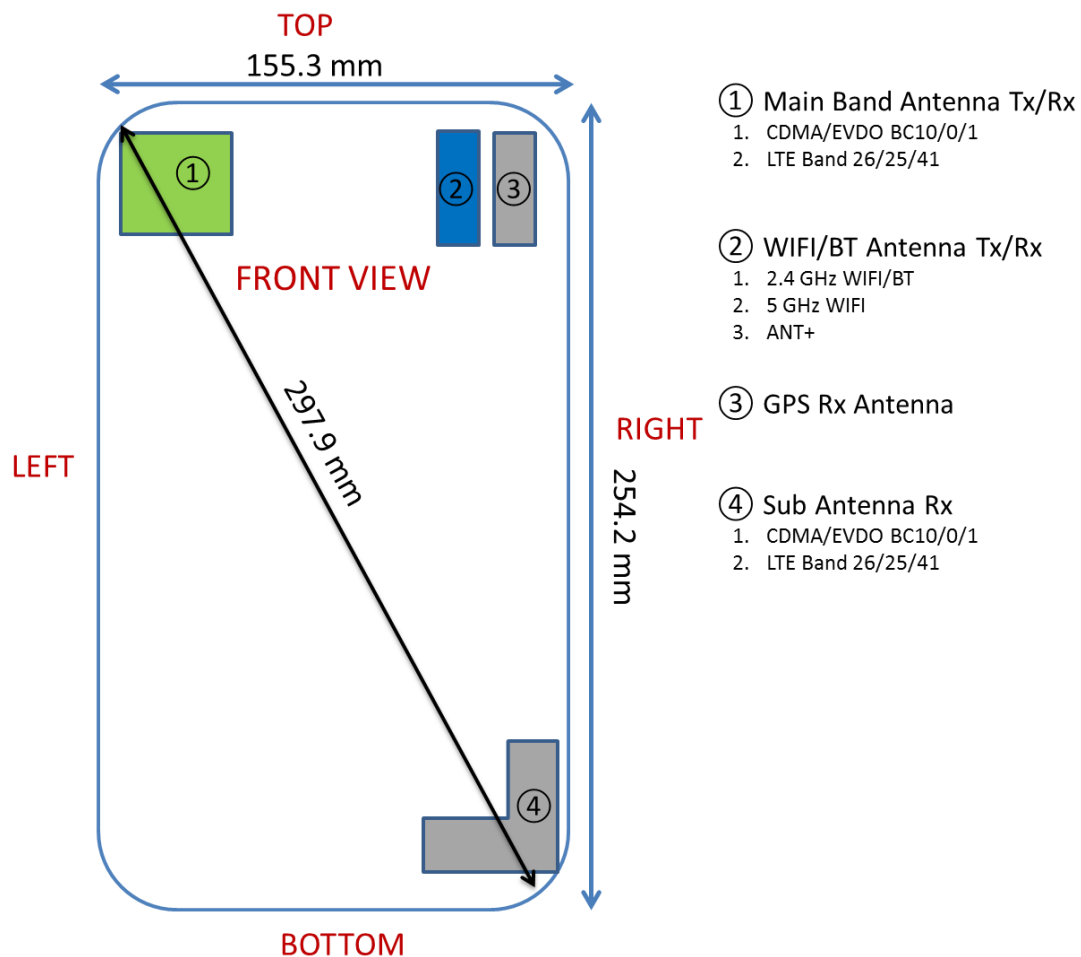 TOP
155.3 mm
① Main Band Antenna Tx/Rx
1. CDMA/EVDO BC10/0/1
2. LTE Band 26/25/41
①
②
③
② WIFI/BT Antenna Tx/Rx
1. 2.4 GHz WIFI/BT
2. 5 GHz WIFI
3. ANT+
FRONT VIEW
③ GPS Rx Antenna
297.9 mm
RIGHT
LEFT
254.2 mm
④ Sub Antenna Rx
1. CDMA/EVDO BC10/0/1
2. LTE Band 26/25/41
④
BOTTOM